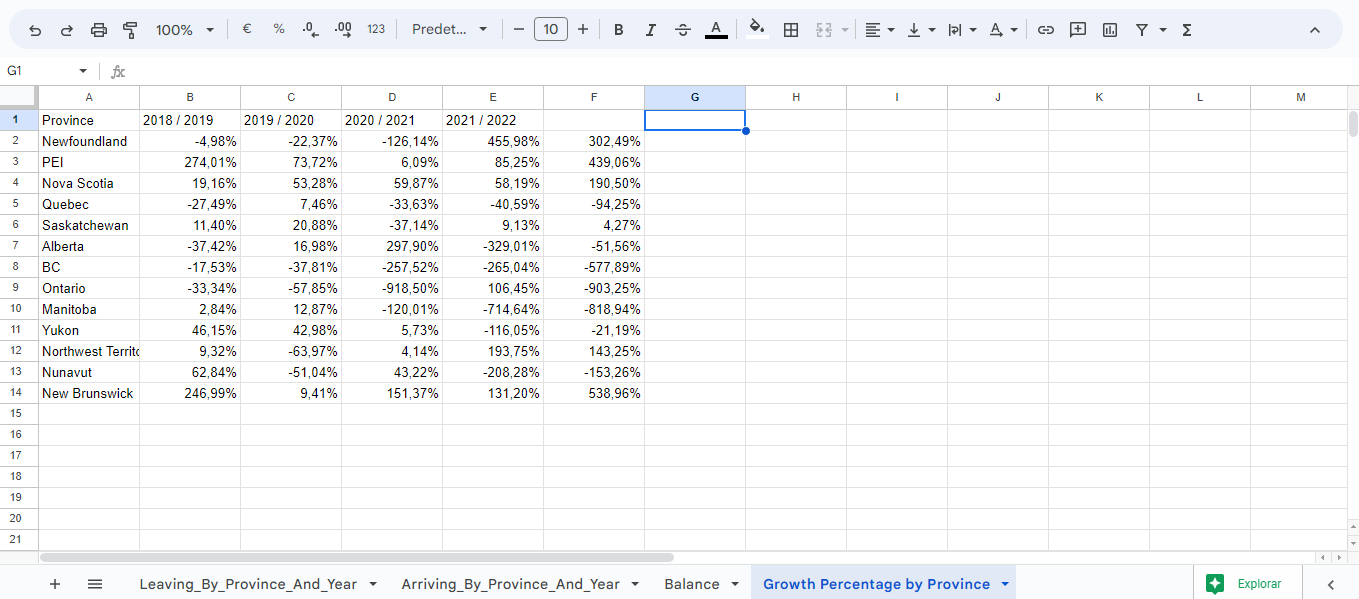 100% € % .0 .00 123 Predet... 10 B I A Σ
G1 fx
A B C D E F G H I J K L M
1 Province 2018 / 2019 2019 / 2020 2020 / 2021 2021 / 2022
2 Newfoundland -4,98% -22,37% -126,14% 455,98% 302,49%
3 PEI 274,01% 73,72% 6,09% 85,25% 439,06%
4 Nova Scotia 19,16% 53,28% 59,87% 58,19% 190,50%
5 Quebec -27,49% 7,46% -33,63% -40,59% -94,25%
6 Saskatchewan 11,40% 20,88% -37,14% 9,13% 4,27%
7 Alberta -37,42% 16,98% 297,90% -329,01% -51,56%
8 BC -17,53% -37,81% -257,52% -265,04% -577,89%
9 Ontario -33,34% -57,85% -918,50% 106,45% -903,25%
10 Manitoba 2,84% 12,87% -120,01% -714,64% -818,94%
11 Yukon 46,15% 42,98% 5,73% -116,05% -21,19%
12 Northwest Territo 9,32% -63,97% 4,14% 193,75% 143,25%
13 Nunavut 62,84% -51,04% 43,22% -208,28% -153,26%
14 New Brunswick 246,99% 9,41% 151,37% 131,20% 538,96%
15
16
17
18
19
20
21
Leaving_By_Province_And_Year Arriving_By_Province_And_Year Balance Growth Percentage by Province Explorar